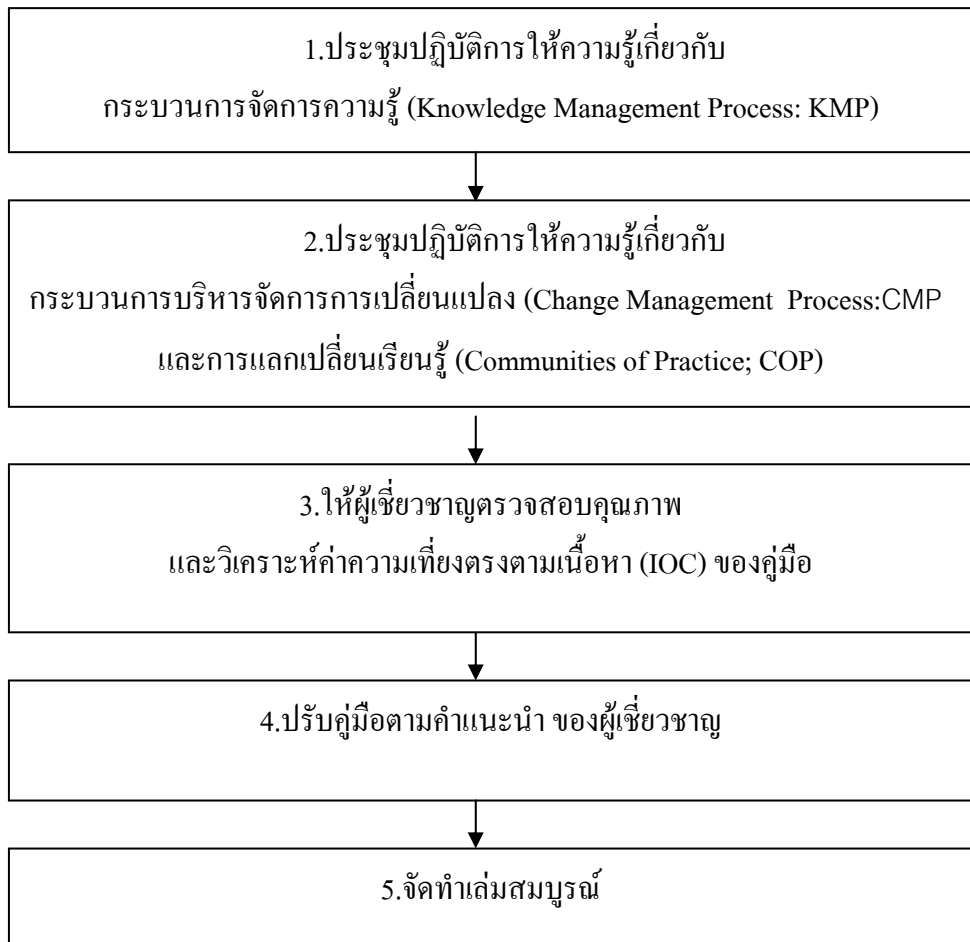 1.ประชุมปฏิบัติการให้ความรู้เกี่ยวกับ
กระบวนการจัดการความรู้ (Knowledge Management Process: KMP)
2.ประชุมปฏิบัติการให้ความรู้เกี่ยวกับ
กระบวนการบริหารจัดการการเปลี่ยนแปลง (Change Management Process:CMP
และการแลกเปลี่ยนเรียนรู้ (Communities of Practice; COP)
3.ให้ผู้เชี่ยวชาญตรวจสอบคุณภาพ
และวิเคราะห์ค่าความเที่ยงตรงตามเนื้อหา (IOC) ของคู่มือ
4.ปรับคู่มือตามคำแนะนำ ของผู้เชี่ยวชาญ
5.จัดทำเล่มสมบูรณ์